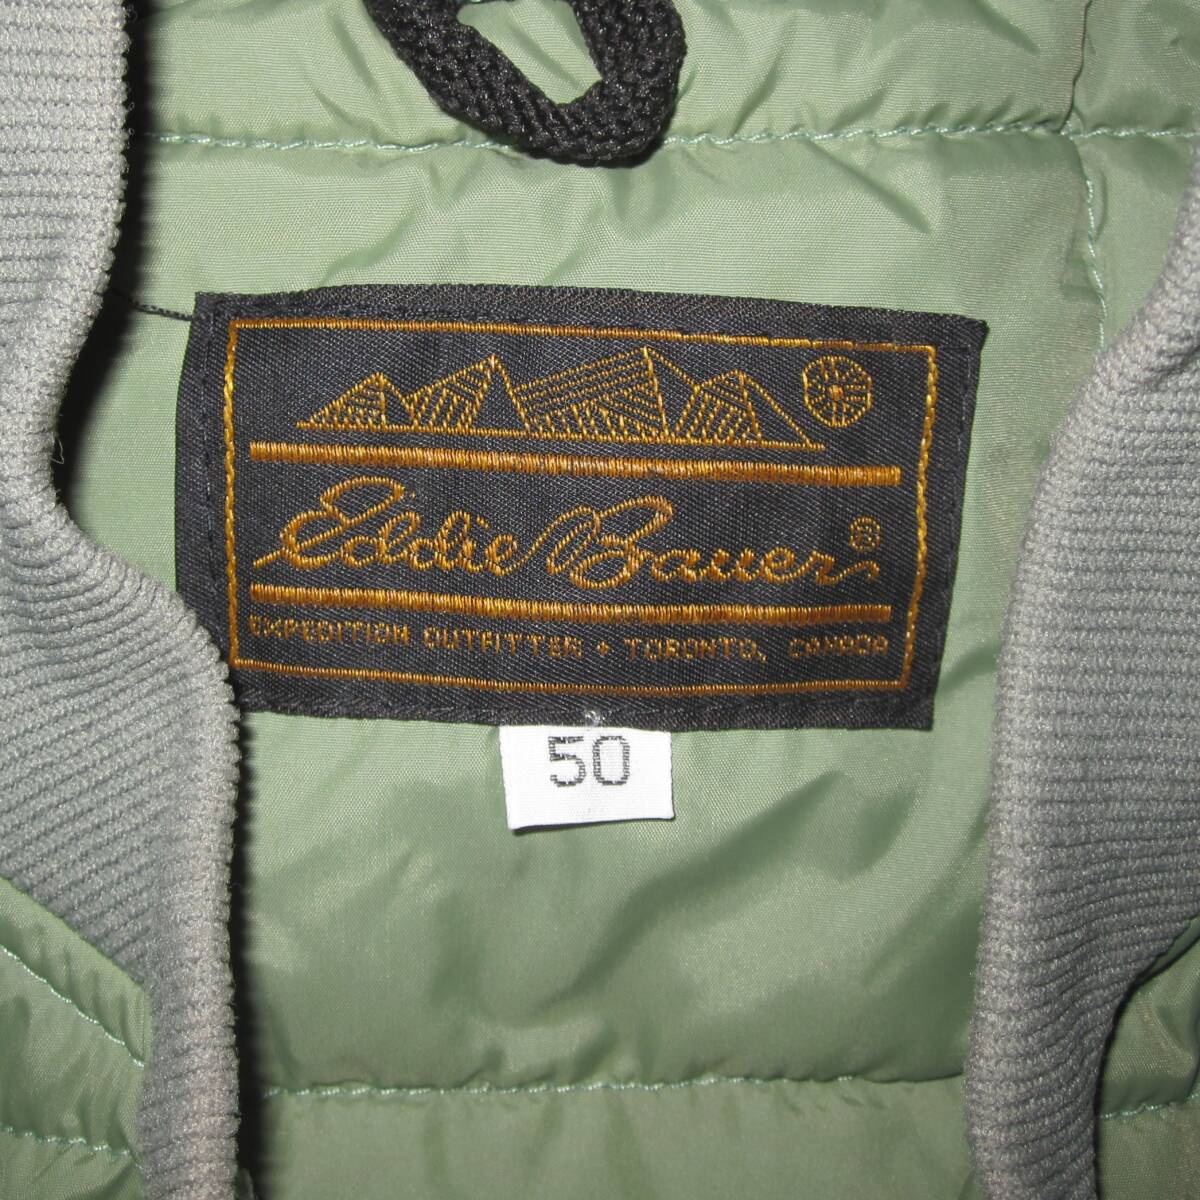 Eddie Bauer®
EXPEDITION OUTFITTER • TORONTO, CANADA
50